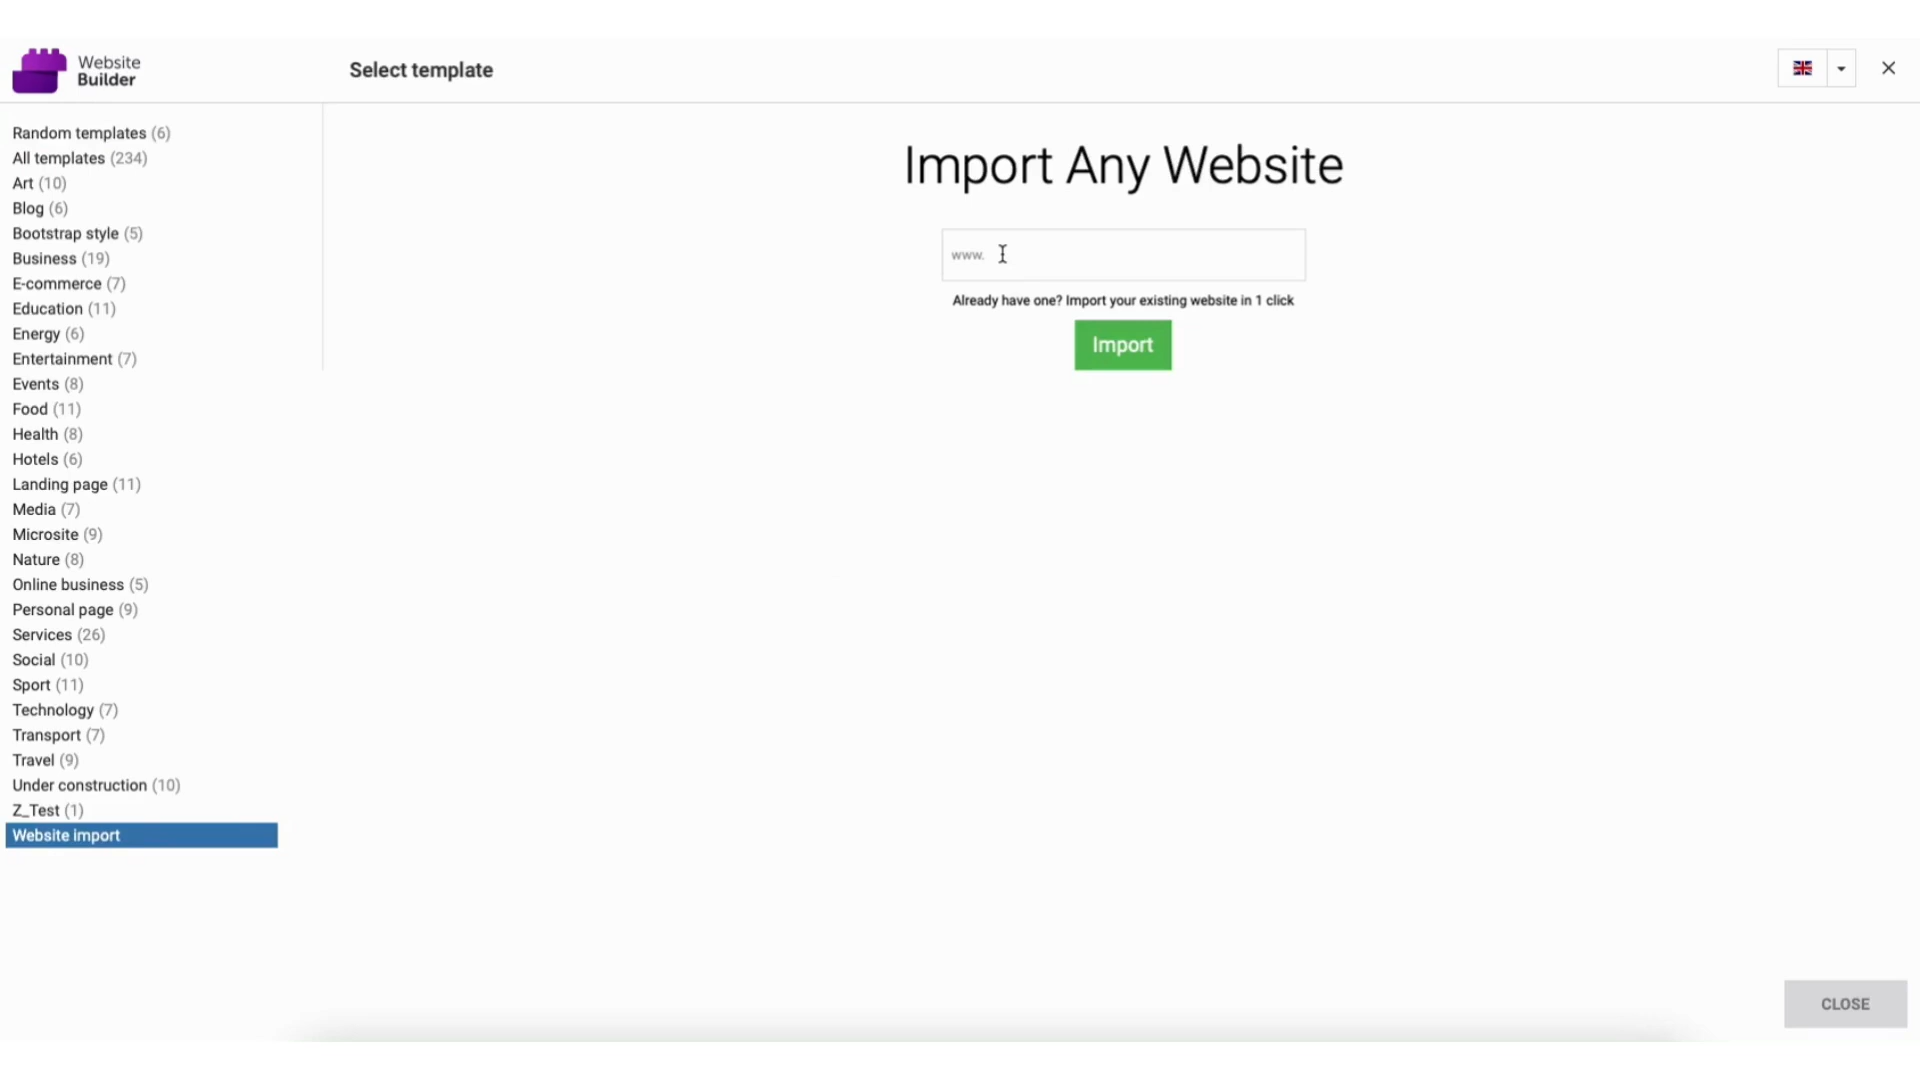 Website
Builder
Select template
Random templates (6)
All templates (234)
Art (10)
Blog (6)
Bootstrap style (5)
Business (19)
E-commerce (7)
Education (11)
Energy (6)
Entertainment (7)
Events (8)
Food (11)
Health (8)
Hotels (6)
Landing page (11)
Media (7)
Microsite (9)
Nature (8)
Online business (5)
Personal page (9)
Services (26)
Social (10)
Sport (11)
Technology (7)
Transport (7)
Travel (9)
Under construction (10)
Z_Test (1)
Website import
Import Any Website
www.
Already have one? Import your existing website in 1 click
Import
CLOSE